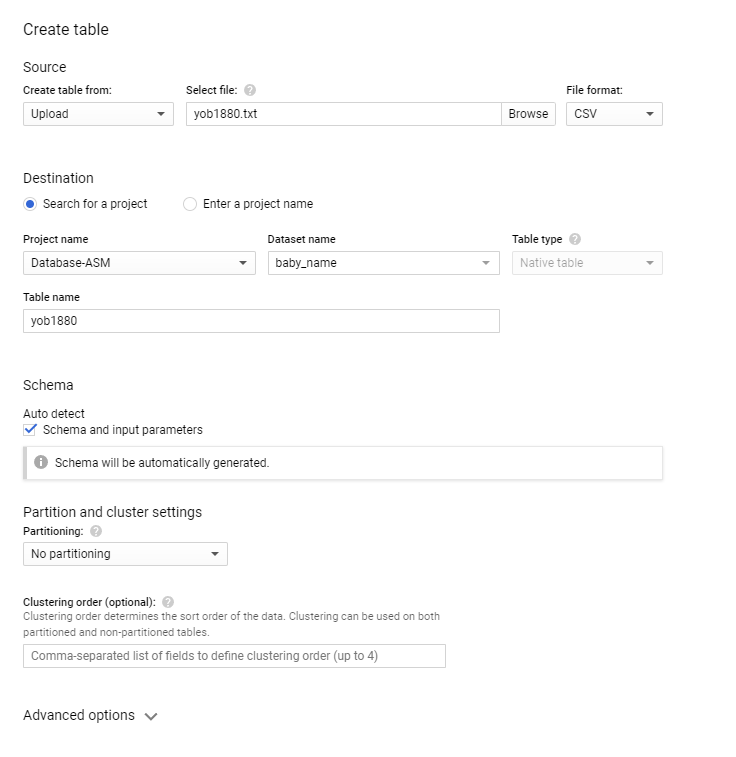 Create table
Source
Create table from: Select file: File format:
Upload yob1880.txt Browse CSV
Destination
Search for a project Enter a project name
Project name Dataset name Table type
Database-ASM baby_name Native table
Table name
yob1880
Schema
Auto detect
Schema and input parameters
Schema will be automatically generated.
Partition and cluster settings
Partitioning:
No partitioning
Clustering order (optional):
Clustering order determines the sort order of the data. Clustering can be used on both
partitioned and non-partitioned tables.
Comma-separated list of fields to define clustering order (up to 4)
Advanced options